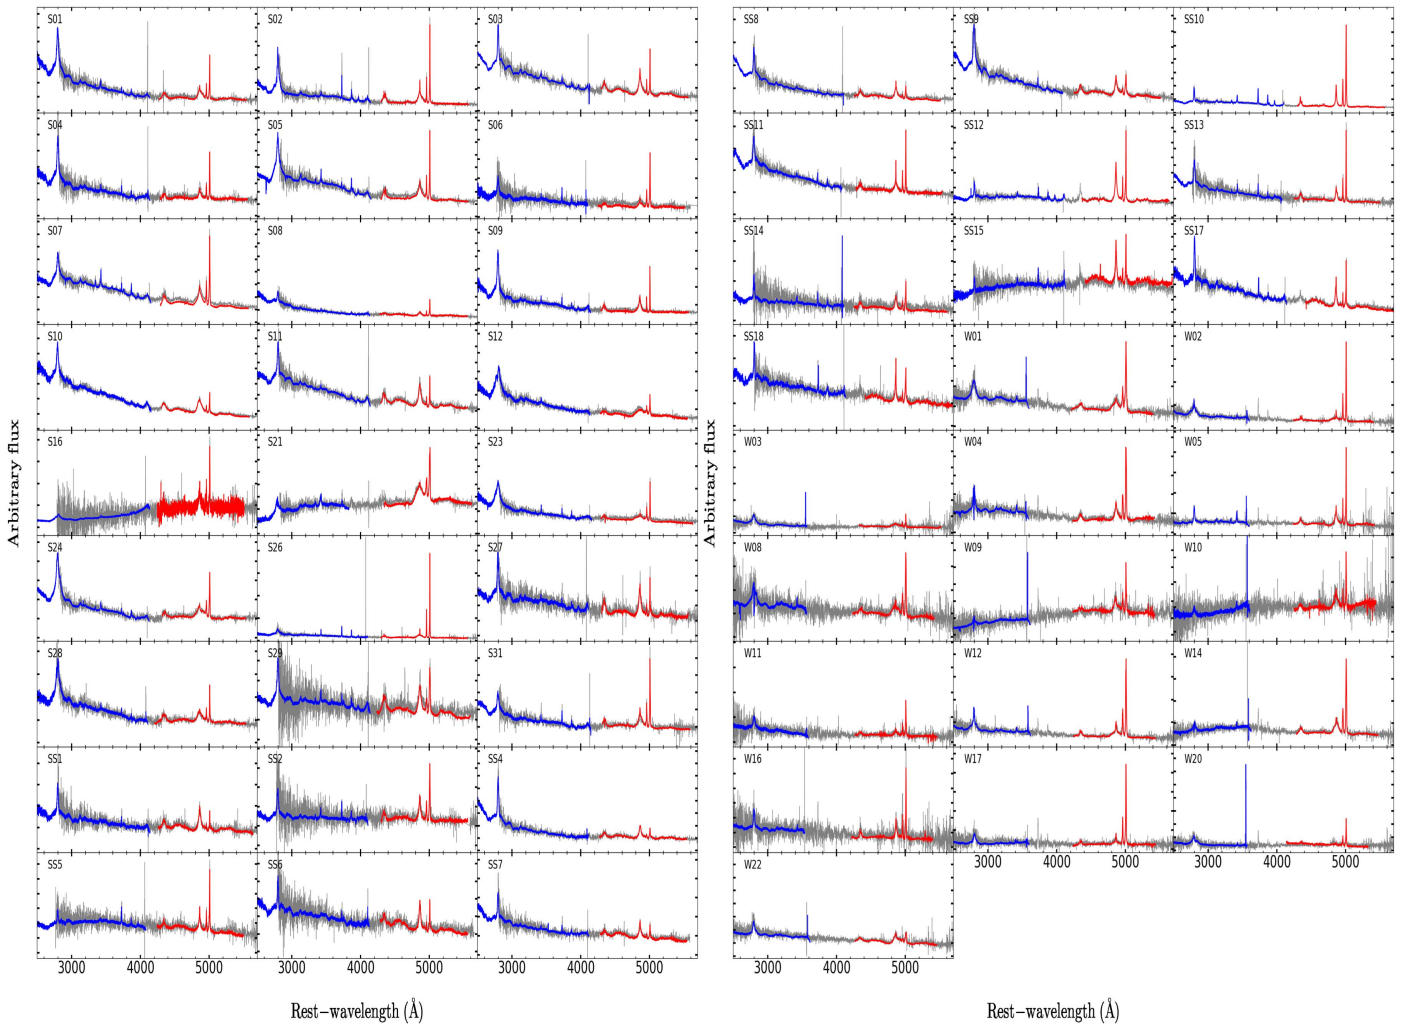 S01 S02 S03
S04 S05 S06
S07 S08 S09
S10 S11 S12
S16 S21 S23
S24 S26 S27
S28 S29 S31
SS1 SS2 SS4
SS5 SS6 SS7
3000 4000 5000 3000 4000 5000 3000 4000 5000
Arbitrary flux
Rest−wavelength (Å)
SS8 SS9 SS10
SS11 SS12 SS13
SS14 SS15 SS17
SS18 W01 W02
W03 W04 W05
W08 W09 W10
W11 W12 W14
W16 W17 W20
3000 4000 5000 3000 4000 5000
W22
3000 4000 5000
Arbitrary flux
Rest−wavelength (Å)